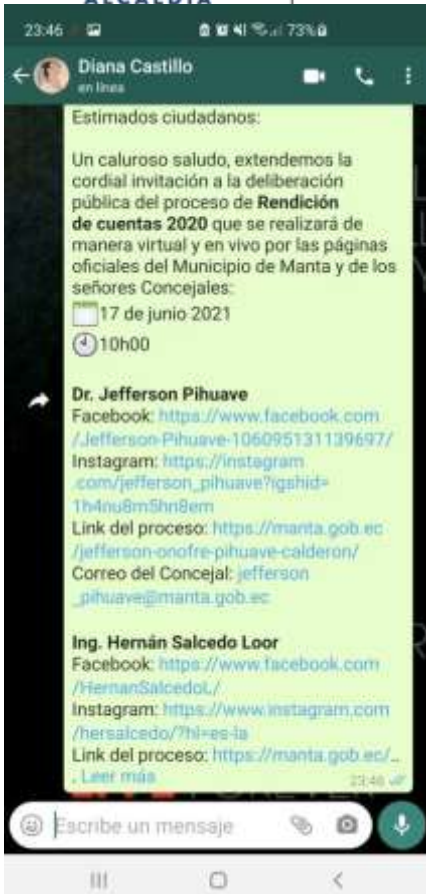 23:46
73%
Diana Castillo
en línea
Estimados ciudadanos:
Un caluroso saludo, extendemos la
cordial invitación a la deliberación
pública del proceso de Rendición
de cuentas 2020 que se realizará de
manera virtual y en vivo por las páginas
oficiales del Municipio de Manta y de los
señores Concejales:
17 de junio 2021
10h00
Dr. Jefferson Pihuave
Facebook: https://www.facebook.com
/Jefferson-Pihuave-106095131139697/
Instagram: https://instagram
.com/jefferson_pihuave?igshid=
1h4nu8m5hn8em
Link del proceso: https://manta.gob.ec
/jefferson-onofre-pihuave-calderon/
Correo del Concejal: jefferson
_pihuave@manta.gob.ec
Ing. Hernán Salcedo Loor
Facebook: https://www.facebook.com
/HernanSalcedoL/
Instagram: https://www.instagram.com
/hersalcedo/?hl=es-la
Link del proceso: https://manta.gob.ec/..
. Leer más
23:46
Escribe un mensaje